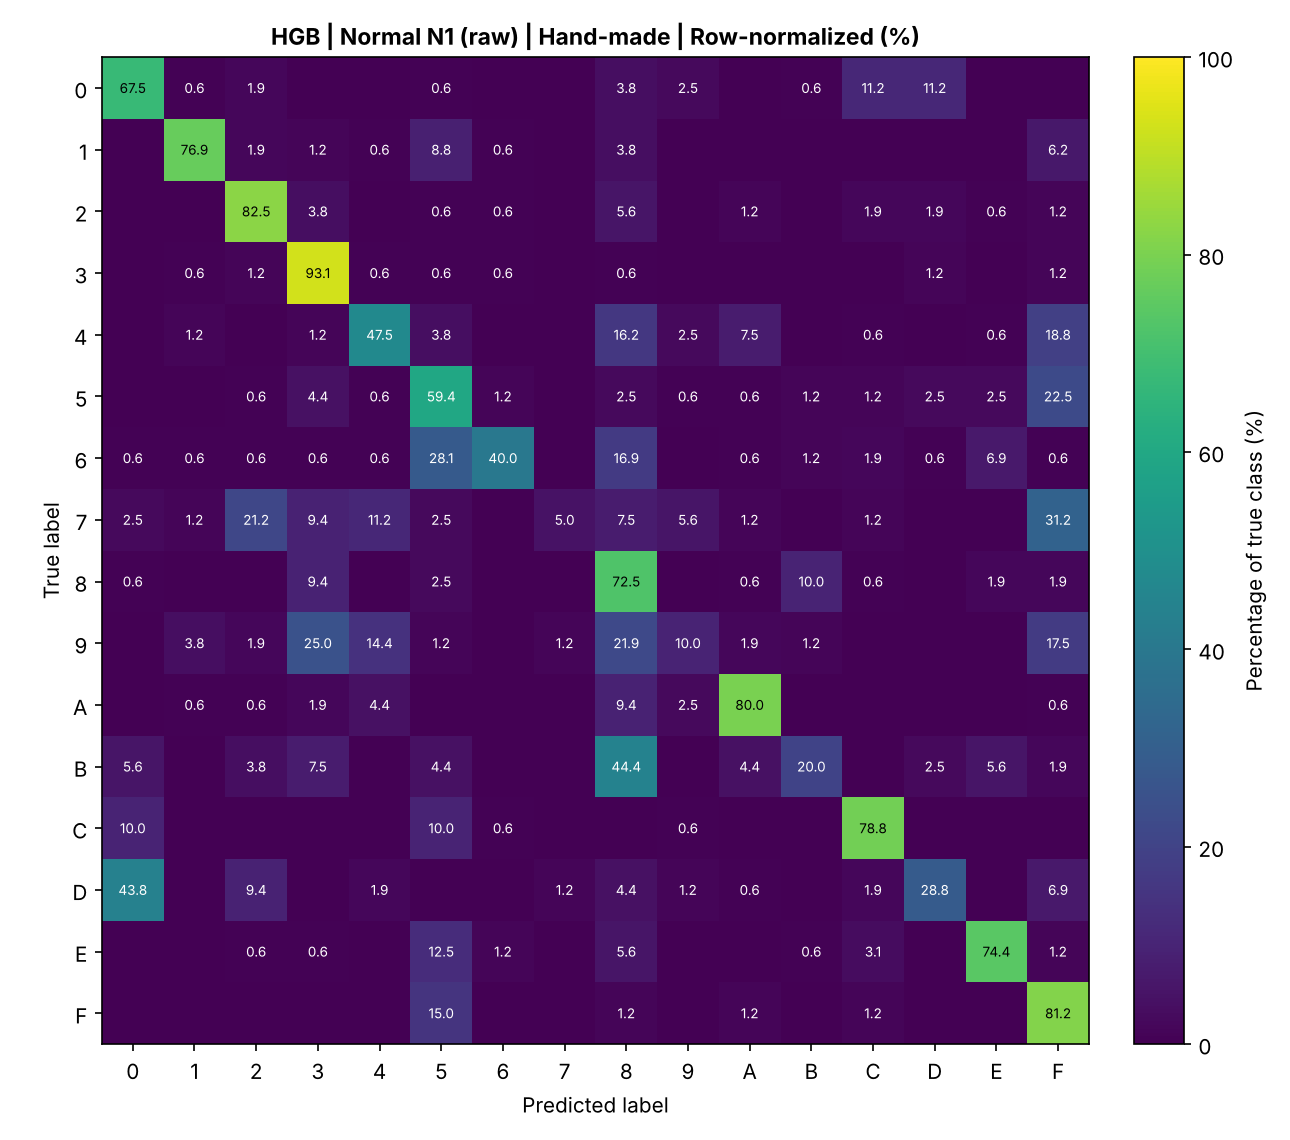 HGB | Normal N1 (raw) | Hand-made | Row-normalized (%)
0 67.5 0.6 1.9 0.6 3.8 2.5 0.6 11.2 11.2
1 76.9 1.9 1.2 0.6 8.8 0.6 3.8 6.2
2 82.5 3.8 0.6 0.6 5.6 1.2 1.9 1.9 0.6 1.2
3 0.6 1.2 93.1 0.6 0.6 0.6 0.6 1.2 1.2
4 1.2 1.2 47.5 3.8 16.2 2.5 7.5 0.6 0.6 18.8
5 0.6 4.4 0.6 59.4 1.2 2.5 0.6 0.6 1.2 1.2 2.5 2.5 22.5
6 0.6 0.6 0.6 0.6 0.6 28.1 40.0 16.9 0.6 1.2 1.9 0.6 6.9 0.6
7 2.5 1.2 21.2 9.4 11.2 2.5 5.0 7.5 5.6 1.2 1.2 31.2
8 0.6 9.4 2.5 72.5 0.6 10.0 0.6 1.9 1.9
9 3.8 1.9 25.0 14.4 1.2 1.2 21.9 10.0 1.9 1.2 17.5
A 0.6 0.6 1.9 4.4 9.4 2.5 80.0 0.6
B 5.6 3.8 7.5 4.4 44.4 4.4 20.0 2.5 5.6 1.9
C 10.0 10.0 0.6 0.6 78.8
D 43.8 9.4 1.9 1.2 4.4 1.2 0.6 1.9 28.8 6.9
E 0.6 0.6 12.5 1.2 5.6 0.6 3.1 74.4 1.2
F 15.0 1.2 1.2 1.2 81.2
0 1 2 3 4 5 6 7 8 9 A B C D E F
Predicted label
True label
100
80
60
40
20
0
Percentage of true class (%)